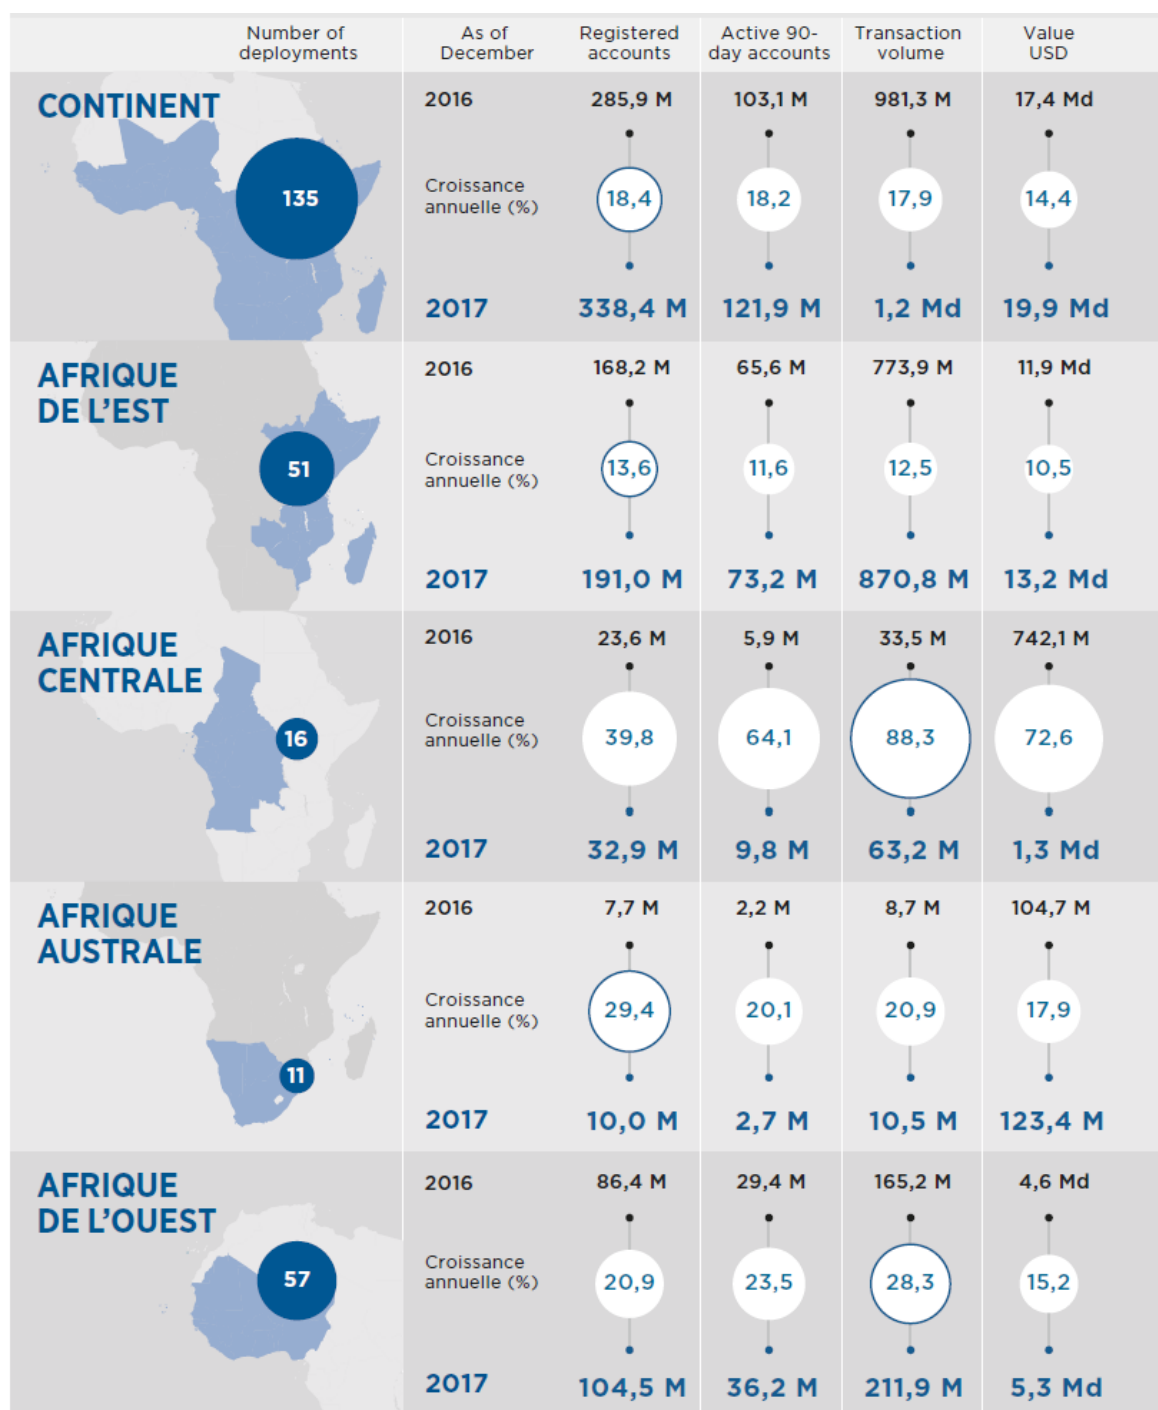 Number of deployments
As of December
Registered accounts
Active 90-day accounts
Transaction volume
Value USD
CONTINENT
135
2016
285,9 M
103,1 M
981,3 M
17,4 Md
Croissance annuelle (%)
18,4
18,2
17,9
14,4
2017
338,4 M
121,9 M
1,2 Md
19,9 Md
AFRIQUE
DE L’EST
51
2016
168,2 M
65,6 M
773,9 M
11,9 Md
Croissance annuelle (%)
13,6
11,6
12,5
10,5
2017
191,0 M
73,2 M
870,8 M
13,2 Md
AFRIQUE
CENTRALE
16
2016
23,6 M
5,9 M
33,5 M
742,1 M
Croissance annuelle (%)
39,8
64,1
88,3
72,6
2017
32,9 M
9,8 M
63,2 M
1,3 Md
AFRIQUE
AUSTRALE
11
2016
7,7 M
2,2 M
8,7 M
104,7 M
Croissance annuelle (%)
29,4
20,1
20,9
17,9
2017
10,0 M
2,7 M
10,5 M
123,4 M
AFRIQUE
DE L’OUEST
57
2016
86,4 M
29,4 M
165,2 M
4,6 Md
Croissance annuelle (%)
20,9
23,5
28,3
15,2
2017
104,5 M
36,2 M
211,9 M
5,3 Md